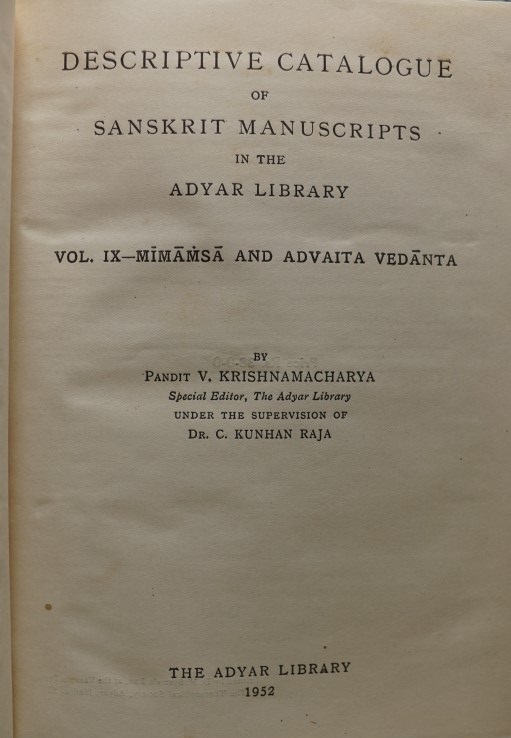 DESCRIPTIVE CATALOGUE
OF
SANSKRIT MANUSCRIPTS
IN THE
ADYAR LIBRARY
VOL. IX—MĪMĀṀSĀ AND ADVAITA VEDĀNTA
BY
PANDIT V. KRISHNAMACHARYA
Special Editor, The Adyar Library
UNDER THE SUPERVISION OF
DR. C. KUNHAN RAJA
THE ADYAR LIBRARY
1952